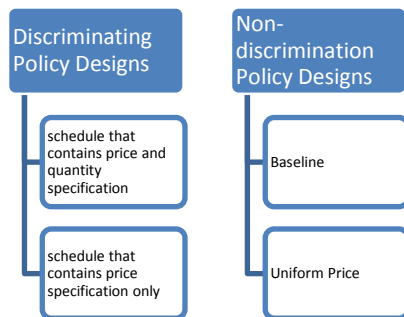 Discriminating
Policy Designs
schedule that
contains price and
quantity
specification
schedule that
contains price
specification only
Non-
discrimination
Policy Designs
Baseline
Uniform Price